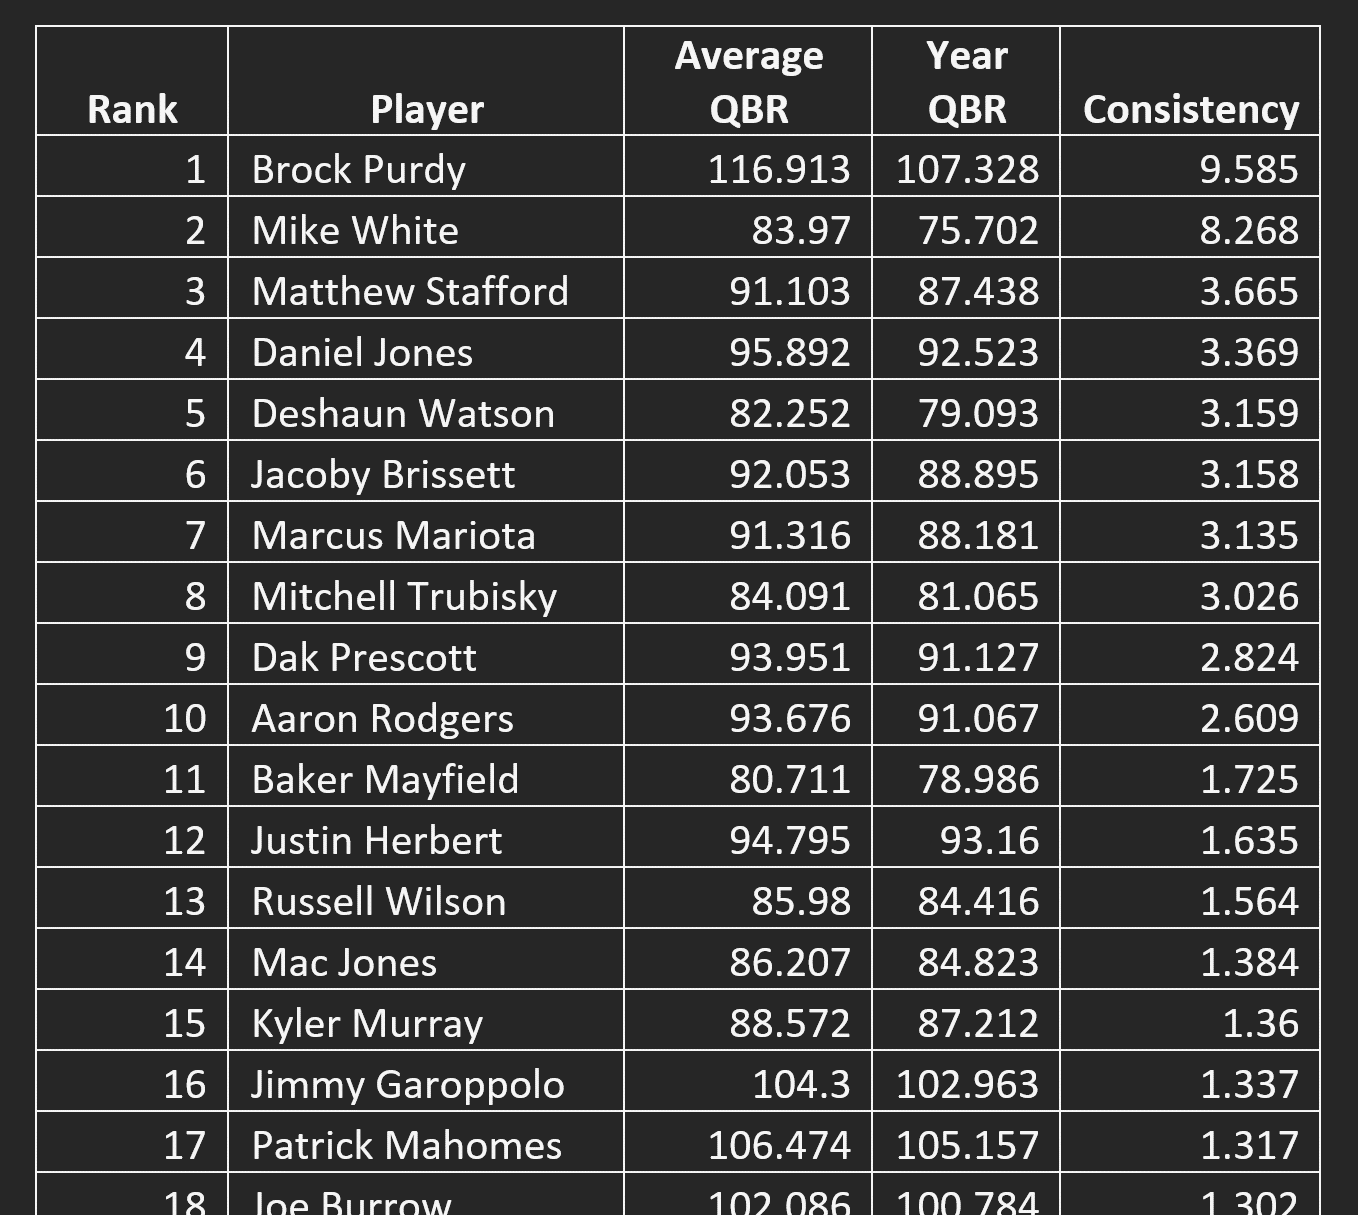 Rank Player Average QBR Year QBR Consistency
1 Brock Purdy 116.913 107.328 9.585
2 Mike White 83.97 75.702 8.268
3 Matthew Stafford 91.103 87.438 3.665
4 Daniel Jones 95.892 92.523 3.369
5 Deshaun Watson 82.252 79.093 3.159
6 Jacoby Brissett 92.053 88.895 3.158
7 Marcus Mariota 91.316 88.181 3.135
8 Mitchell Trubisky 84.091 81.065 3.026
9 Dak Prescott 93.951 91.127 2.824
10 Aaron Rodgers 93.676 91.067 2.609
11 Baker Mayfield 80.711 78.986 1.725
12 Justin Herbert 94.795 93.16 1.635
13 Russell Wilson 85.98 84.416 1.564
14 Mac Jones 86.207 84.823 1.384
15 Kyler Murray 88.572 87.212 1.36
16 Jimmy Garoppolo 104.3 102.963 1.337
17 Patrick Mahomes 106.474 105.157 1.317
18 Joe Burrow 102.086 100.784 1.302